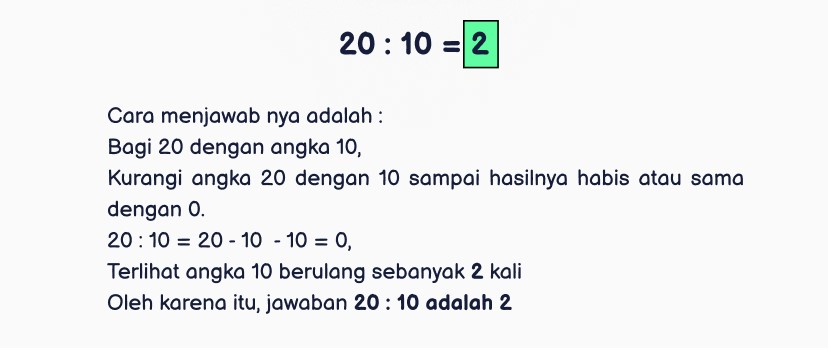 20 : 10 = 2
Cara menjawab nya adalah :
Bagi 20 dengan angka 10,
Kurangi angka 20 dengan 10 sampai hasilnya habis atau sama
dengan 0.
20 : 10 = 20 - 10 - 10 = 0,
Terlihat angka 10 berulang sebanyak 2 kali
Oleh karena itu, jawaban 20 : 10 adalah 2